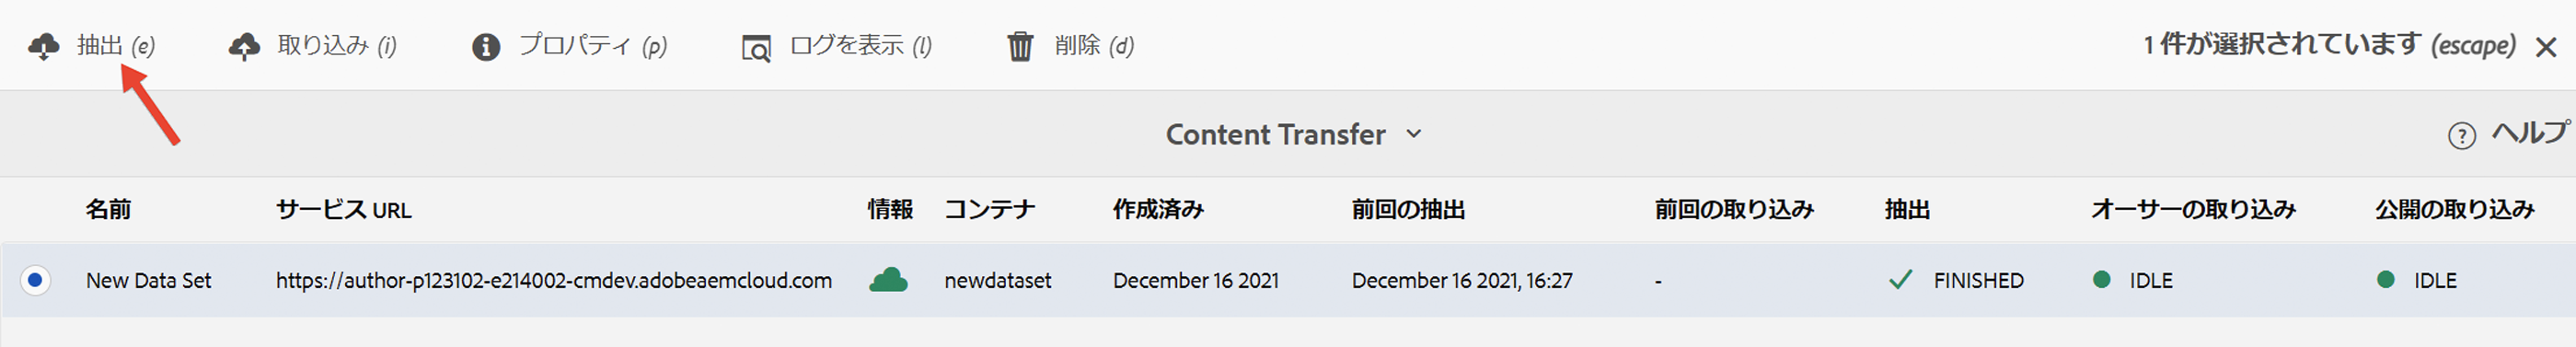 抽出 (e) 取り込み (i) プロパティ (p) ログを表示 (l) 削除 (d) 1 件が選択されています (escape)
Content Transfer ヘルプ
名前 サービス URL 情報 コンテナ 作成済み 前回の抽出 前回の取り込み 抽出 オーサーの取り込み 公開の取り込み
New Data Set https://author-p123102-e214002-cmdev.adobeaemcloud.com newdataset December 16 2021 December 16 2021, 16:27 - FINISHED IDLE IDLE